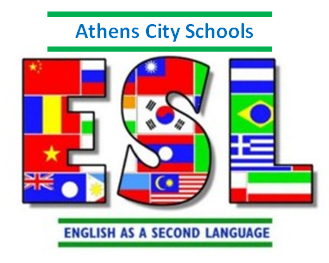 Athens City Schools
ESL
ENGLISH AS A SECOND LANGUAGE